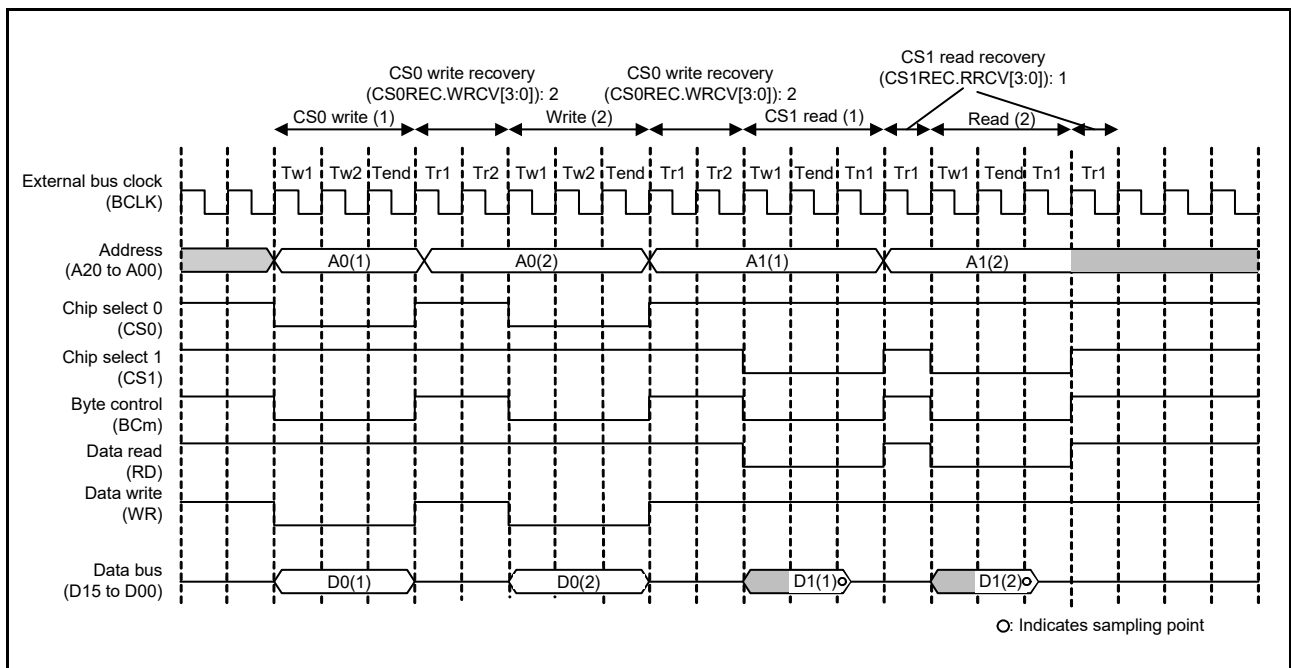 CS1 read recovery
(CS1REC.RRCV[3:0]): 1
CS0 write recovery
(CS0REC.WRCV[3:0]): 2
CS0 write recovery
(CS0REC.WRCV[3:0]): 2
CS0 write (1)
Write (2)
CS1 read (1)
Read (2)
Tw1 Tw2 Tend Tr1 Tr2 Tw1 Tw2 Tend Tr1 Tr2 Tw1 Tend Tn1 Tr1 Tw1 Tend Tn1 Tr1
External bus clock
(BCLK)
Address
(A20 to A00)
A0(1) A0(2) A1(1) A1(2)
Chip select 0
(CS0)
Chip select 1
(CS1)
Byte control
(BCm)
Data read
(RD)
Data write
(WR)
Data bus
(D15 to D00)
D0(1) D0(2) D1(1) D1(2)
: Indicates sampling point